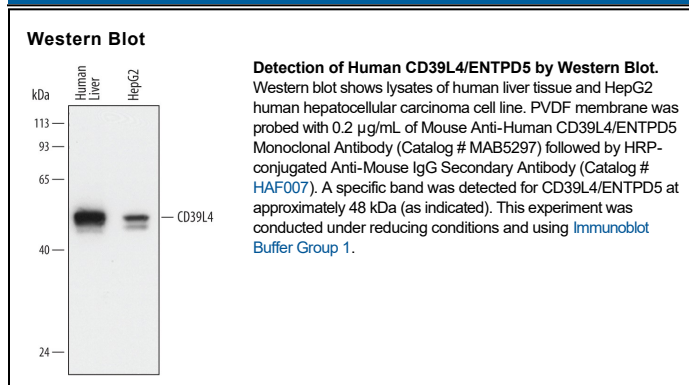 Western Blot
kDa
Human
Liver
HepG2
113
93
65
CD39L4
40
24
Detection of Human CD39L4/ENTPD5 by Western Blot.
Western blot shows lysates of human liver tissue and HepG2
human hepatocellular carcinoma cell line. PVDF membrane was
probed with 0.2 µg/mL of Mouse Anti-Human CD39L4/ENTPD5
Monoclonal Antibody (Catalog # MAB5297) followed by HRP-
conjugated Anti-Mouse IgG Secondary Antibody (Catalog #
HAF007). A specific band was detected for CD39L4/ENTPD5 at
approximately 48 kDa (as indicated). This experiment was
conducted under reducing conditions and using Immunoblot
Buffer Group 1.